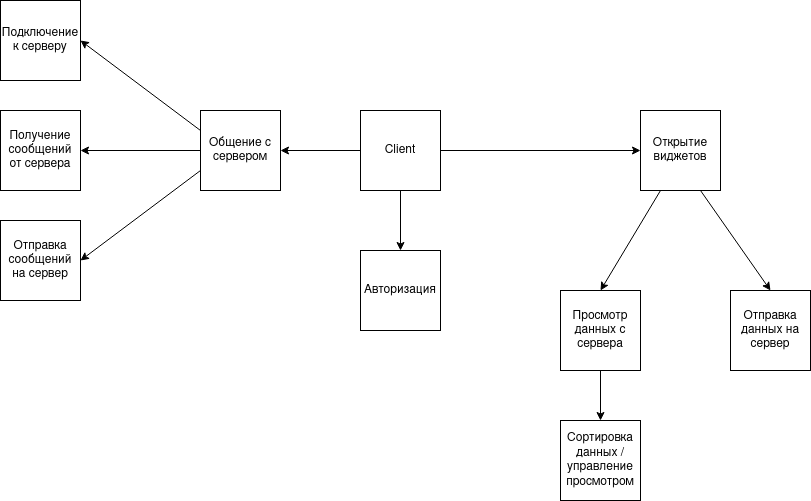 Подключение
к серверу
Получение
сообщений
от сервера
Отправка
сообщений
на сервер
Общение с
сервером
Client
Авторизация
Открытие
виджетов
Просмотр
данных с
сервера
Отправка
данных на
сервер
Сортировка
данных /
управление
просмотром